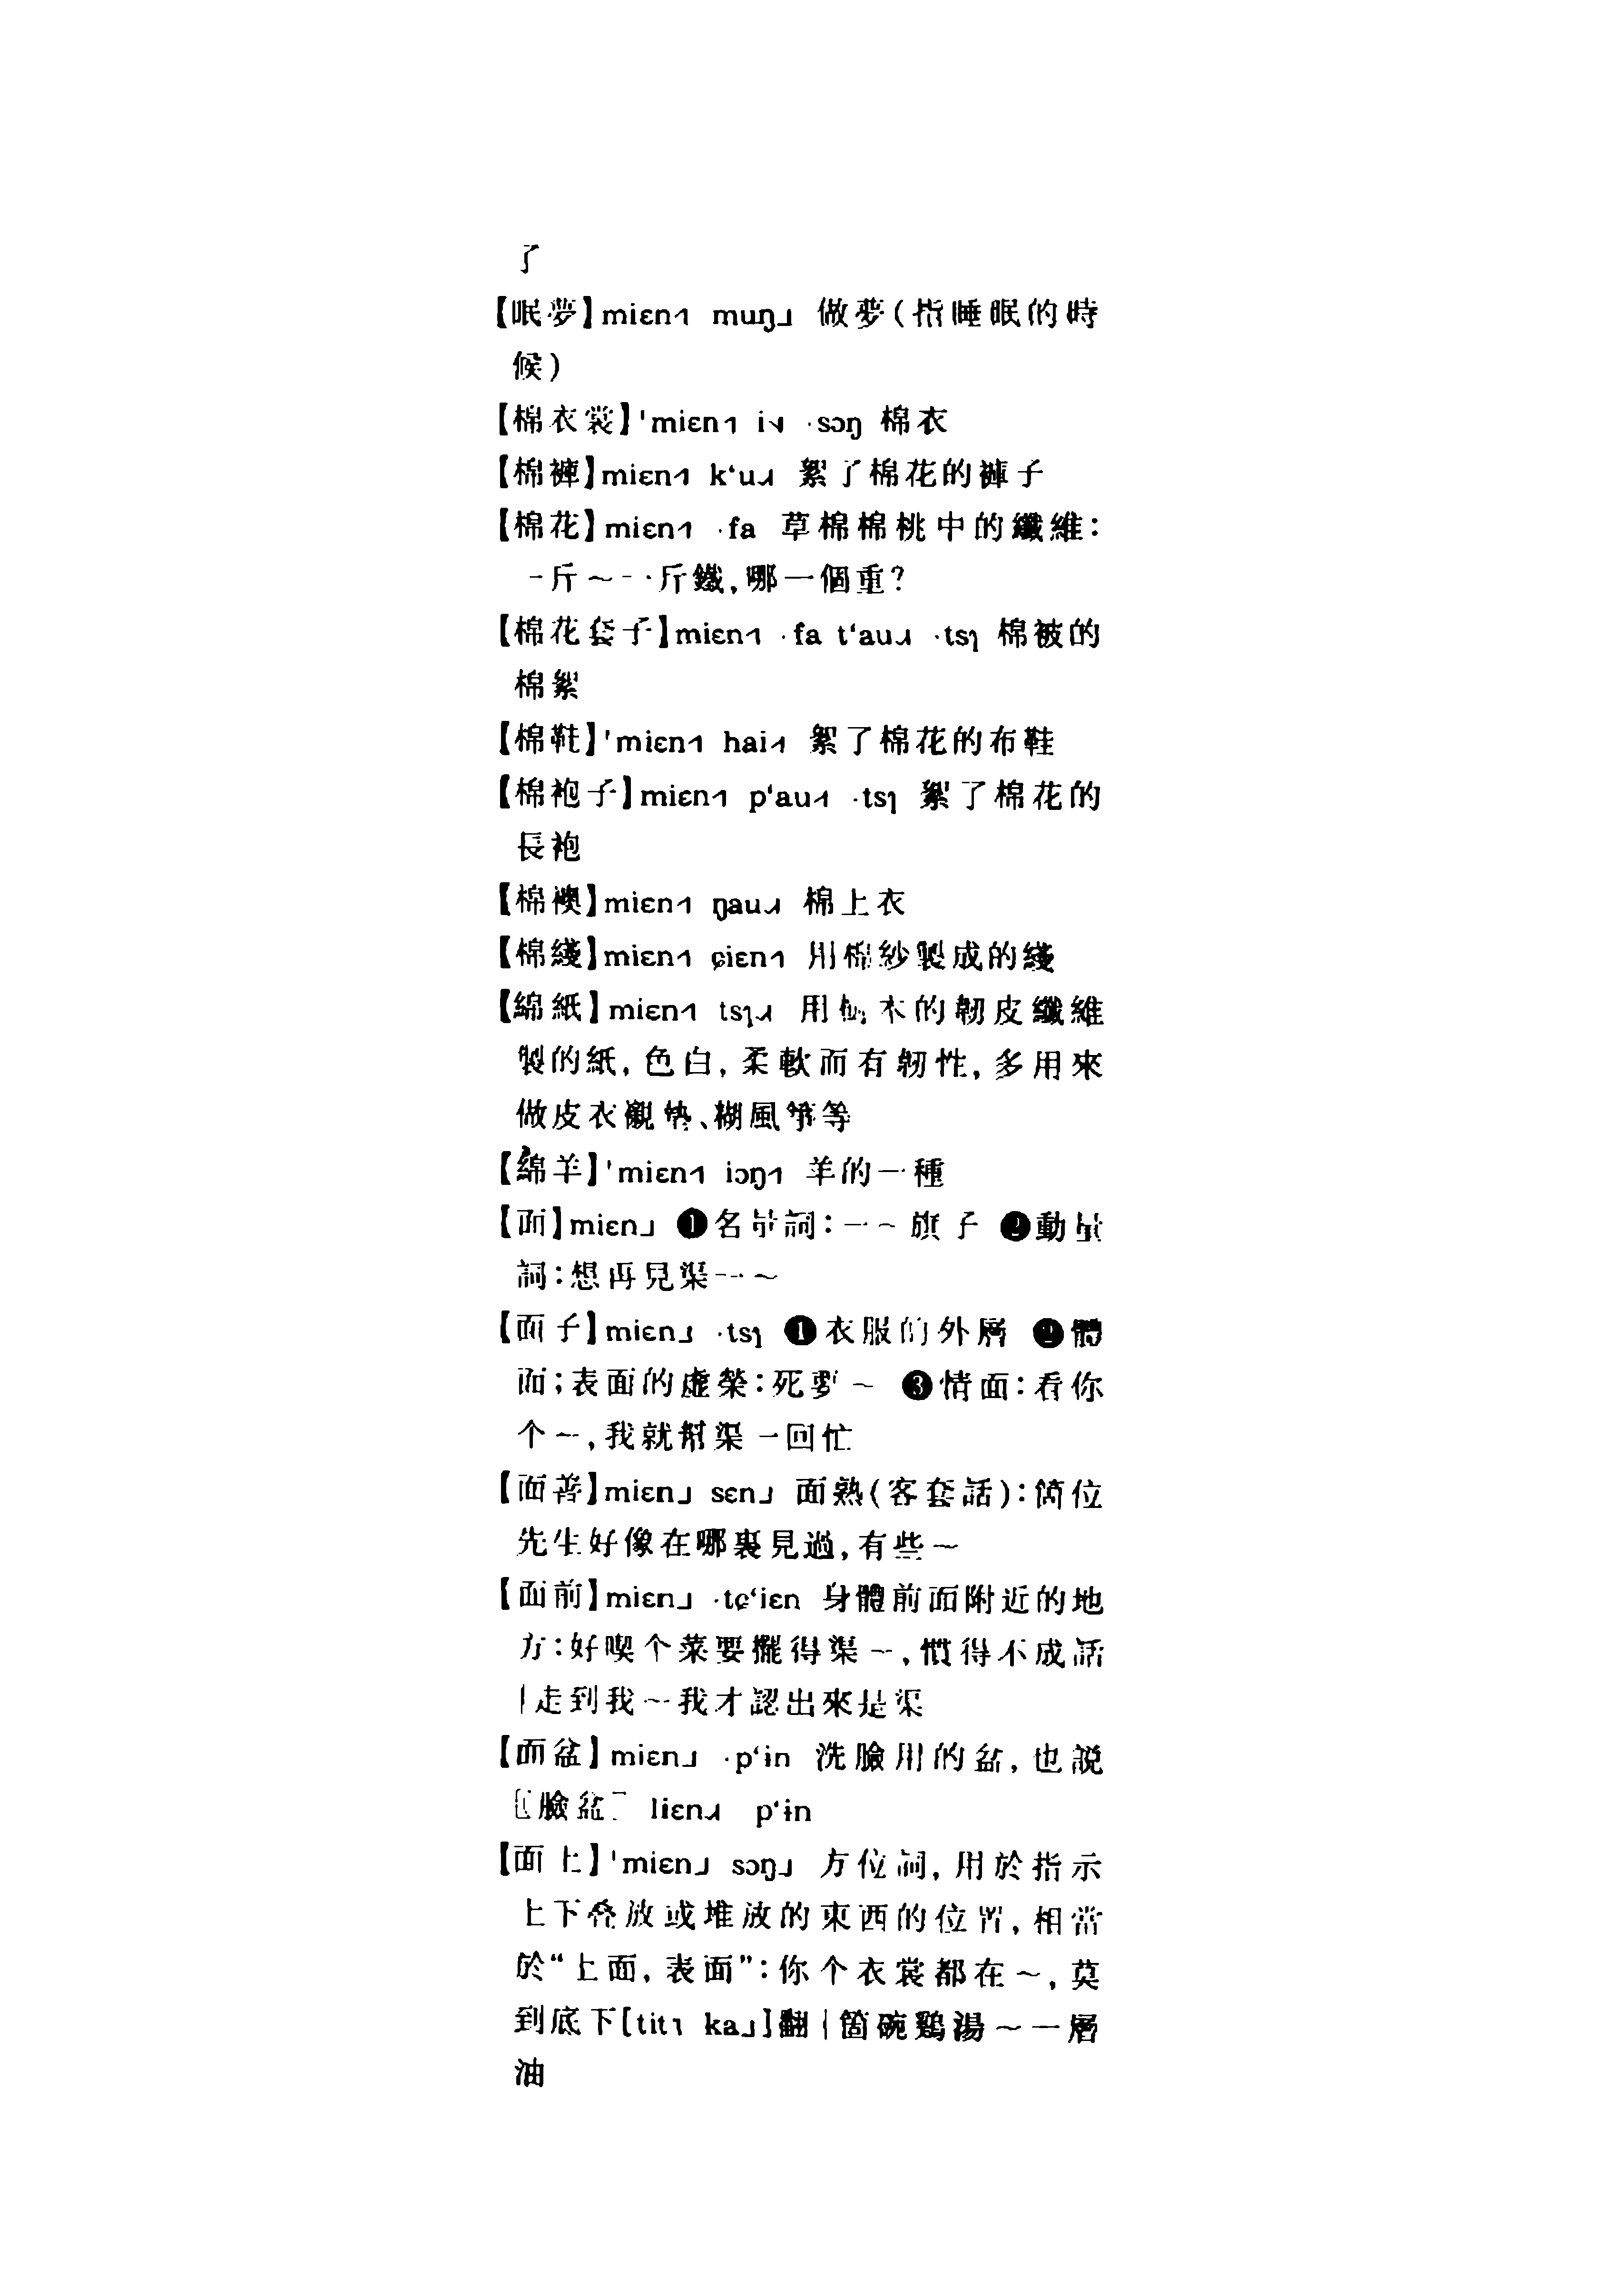 了
【眠夢】miɛn˧˥ muŋ˩ 做夢(指睡眠的時
候)
【棉衣裳】'miɛn˧˥ i˦˨ ·sɔŋ 棉衣
【棉褲】miɛn˧˥ k‘u˨˩˧ 絮了棉花的褲子
【棉花】miɛn˧˥ ·fa 草棉棉桃中的纖維:
一斤～一斤鐵,哪一個重?
【棉花套子】miɛn˧˥ ·fa t‘au˨˩˧ ·tsɿ 棉被的
棉絮
【棉鞋】'miɛn˧˥ hai˧˥ 絮了棉花的布鞋
【棉袍子】miɛn˧˥ p‘au˧˥ ·tsɿ 絮了棉花的
長袍
【棉襖】miɛn˧˥ ŋau˨˩˧ 棉上衣
【棉綫】miɛn˧˥ ɕiɛn˧˥ 用棉紗製成的綫
【綿紙】miɛn˧˥ tsɿ˨˩˧ 用樹木的韌皮纖維
製的紙,色白,柔軟而有韌性,多用來
做皮衣襯墊、糊風箏等
【綿羊】'miɛn˧˥ iɔŋ˧˥ 羊的一種
【面】miɛn˩ ❶名量詞:一～旗子 ❷動量
詞:想再見渠一～
【面子】miɛn˩ ·tsɿ ❶衣服的外層 ❷體
面;表面的虛榮:死要～ ❸情面:看你
个～,我就幫渠一回忙
【面善】miɛn˩ sɛn˩ 面熟(客套話):箇位
先生好像在哪裏見過,有些～
【面前】miɛn˩ ·tɕ‘iɛn 身體前面附近的地
方:好喫个菜要擺得渠～,慣得不成話
|走到我～我才認出來是渠
【面盆】miɛn˩ ·p‘in 洗臉用的盆,也説
〖臉盆〗 liɛn˨˩˧ p‘in
【面上】'miɛn˩ sɔŋ˩ 方位詞,用於指示
上下叠放或堆放的東西的位置,相當
於“上面,表面”:你个衣裳都在～,莫
到底下[tit˥ ka˩]翻|箇碗鷄湯～一層
油